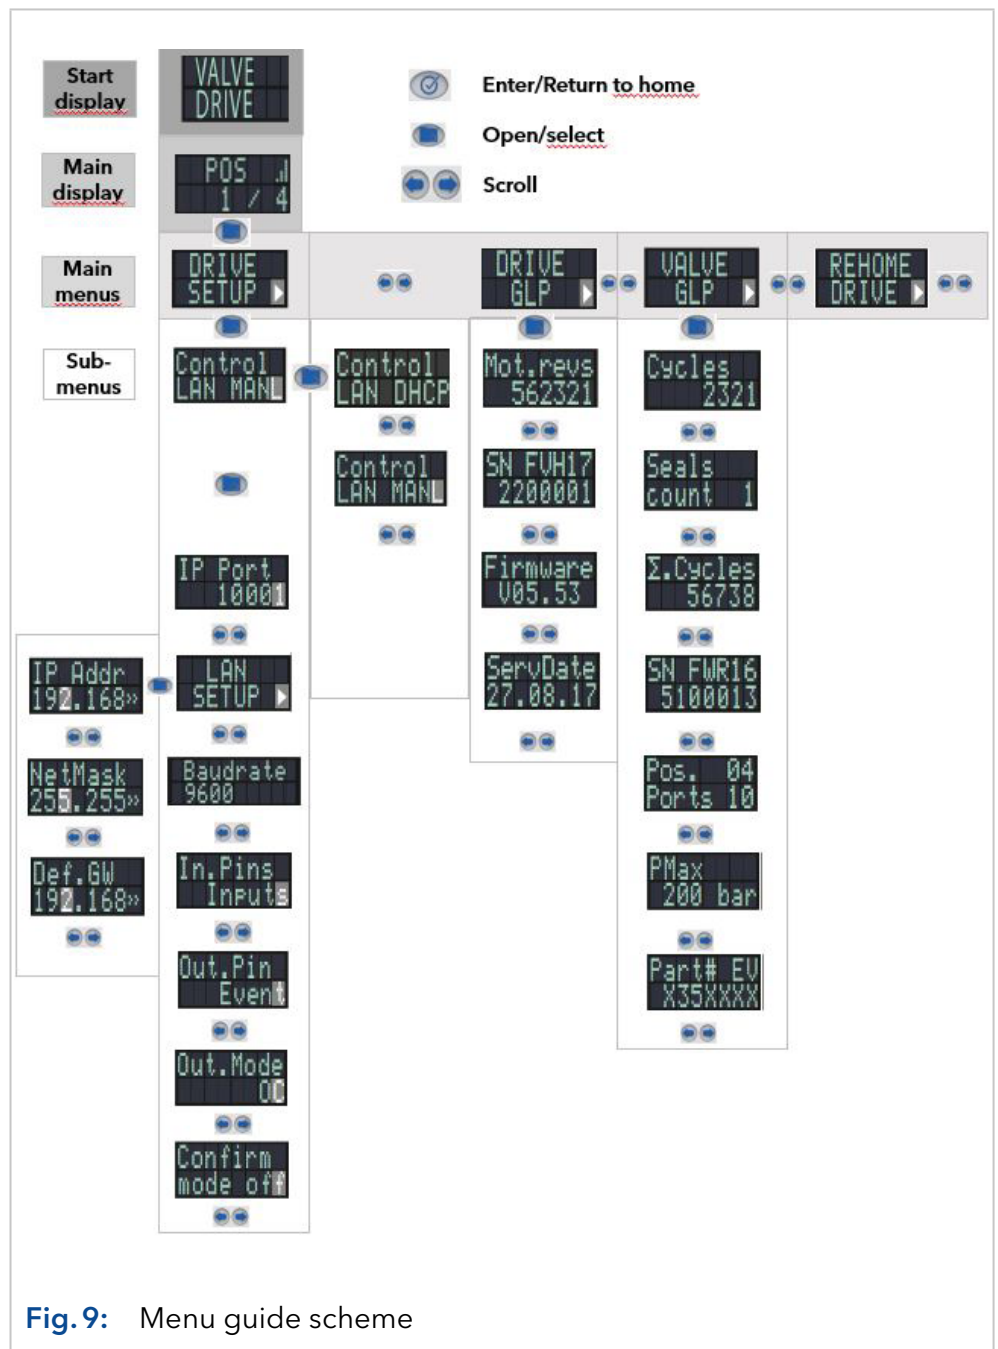 Start
display
VALVE
DRIVE
Enter/Return to home
Open/select
Main
display
POS
1 / 4
Scroll
Main
menus
DRIVE
SETUP
DRIVE
GLP
VALVE
GLP
REHOME
DRIVE
Sub-
menus
Control
LAN MANL
Control
LAN DHCP
Mot.revs
562321
Cycles
2321
Control
LAN MANL
SN FVH17
2200001
Seals
count 1
IP Port
10001
Firmware
V05.53
Σ.Cycles
56738
IP Addr
192.168»
LAN
SETUP
ServDate
27.08.17
SN FWR16
5100013
NetMask
255.255»
Baudrate
9600
Pos. 04
Ports 10
Def.GW
192.168»
In.Pins
Inputs
PMax
200 bar
Out.Pin
Event
Part# EV
X35XXXX
Out.Mode
OC
Confirm
mode off
Fig. 9: Menu guide scheme